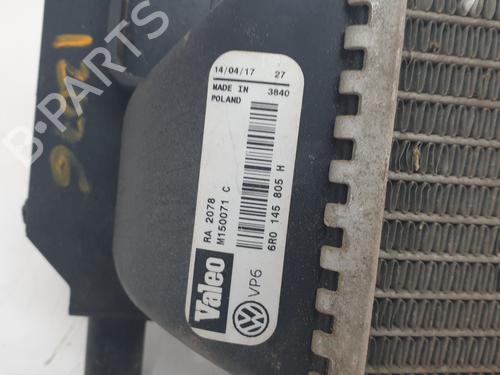 14/04/17 27
MADE IN 3840
POLAND
RA 2078
M150071 C
6R0 145 805 H
Valeo
VP6
B-PARTS